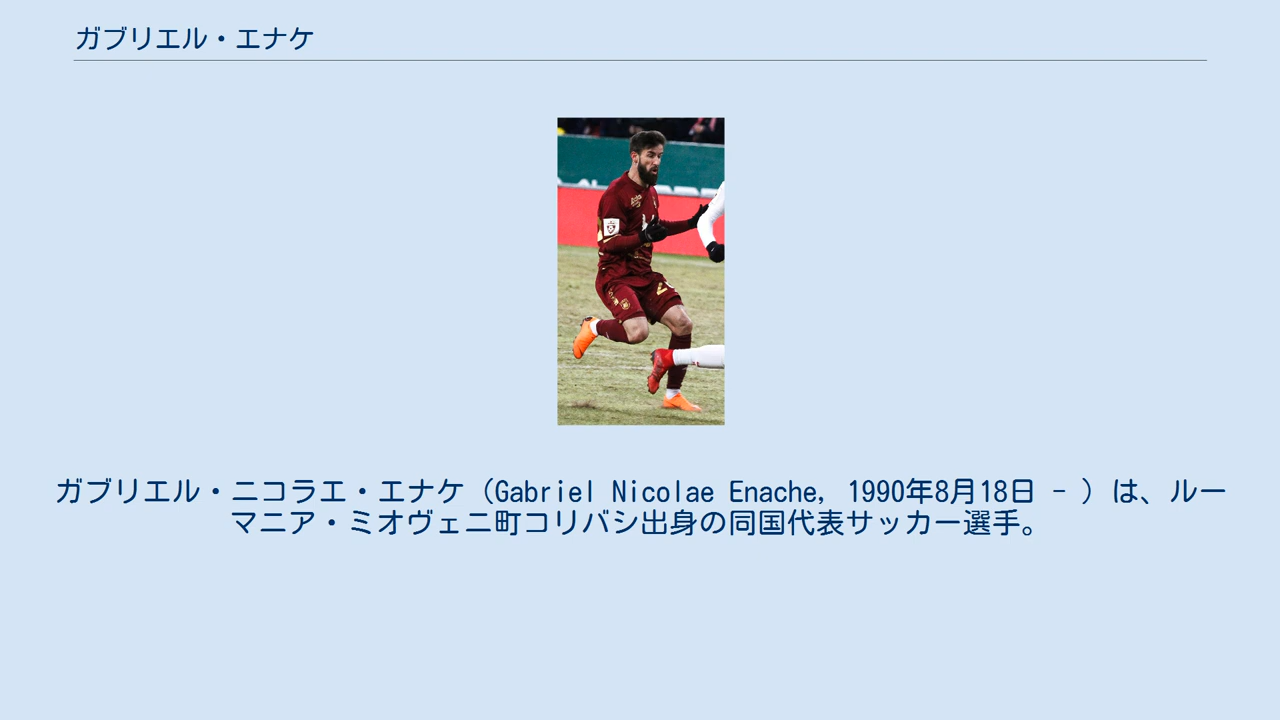 ガブリエル・エナケ
ガブリエル・ニコラエ・エナケ（Gabriel Nicolae Enache, 1990年8月18日 - ）は、ルー
マニア・ミオヴェニ町コリバシ出身の同国代表サッカー選手。